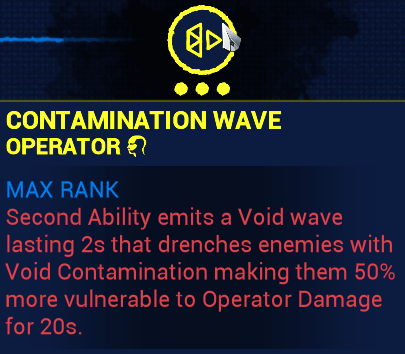 CONTAMINATION WAVE
OPERATOR
MAX RANK
Second Ability emits a Void wave
lasting 2s that drenches enemies with
Void Contamination making them 50%
more vulnerable to Operator Damage
for 20s.